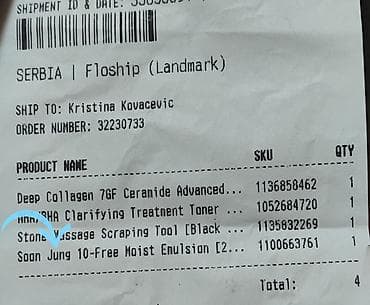 SHIPMENT ID & DATE:
SERBIA | Floship (Landmark)
SHIP TO: Kristina Kovacevic
ORDER NUMBER: 32230733
PRODUCT NAME SKU QTY
Deep Collagen 7GF Ceramide Advanced... 1136850462 1
Clarifying Treatment Toner ... 1052684720 1
Scraping Tool [Black ... 1135832269 1
Soon Jung 10-Free Moist Emulsion [2... 1100663761 1
Total: 4